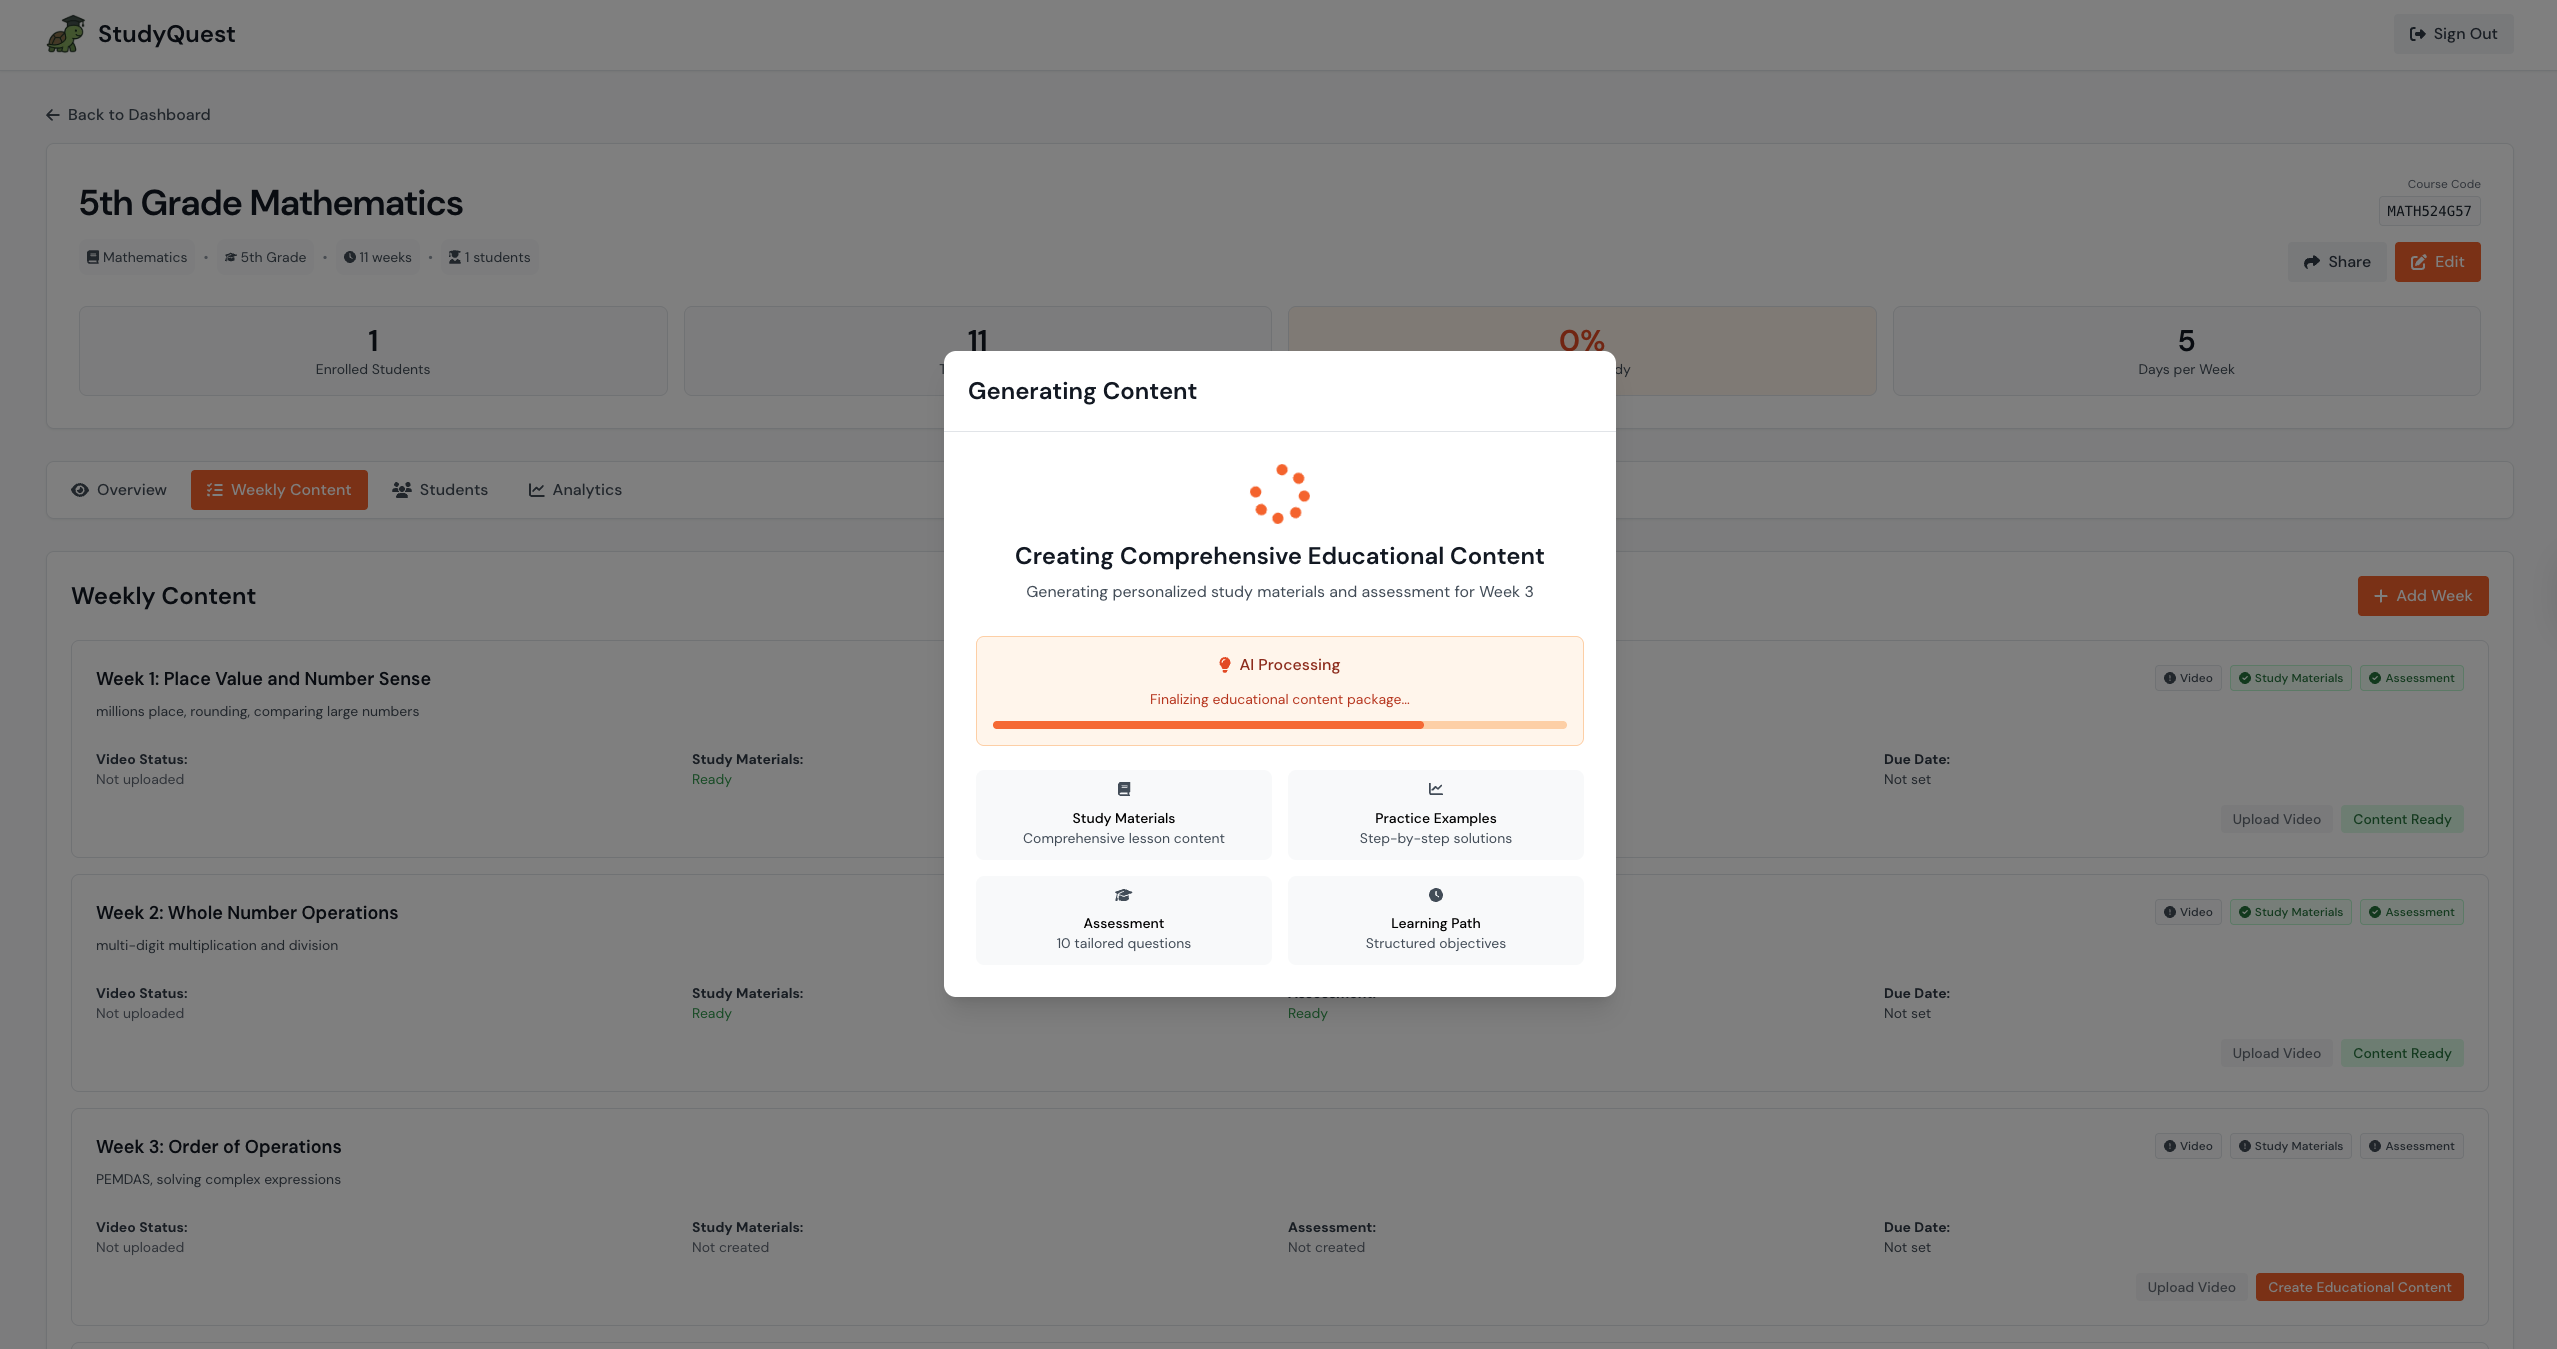 StudyQuest
Sign Out
Back to Dashboard
5th Grade Mathematics
Course Code
MATH524G57
Mathematics • 5th Grade • 11 weeks • 1 students
Share
Edit
1
Enrolled Students
11
0%
5
Days per Week
Generating Content
Overview
Weekly Content
Students
Analytics
Creating Comprehensive Educational Content
Generating personalized study materials and assessment for Week 3
AI Processing
Finalizing educational content package...
Study Materials
Comprehensive lesson content
Practice Examples
Step-by-step solutions
Assessment
10 tailored questions
Learning Path
Structured objectives
Weekly Content
Add Week
Week 1: Place Value and Number Sense
Video
Study Materials
Assessment
millions place, rounding, comparing large numbers
Video Status:
Not uploaded
Study Materials:
Ready
Due Date:
Not set
Upload Video
Content Ready
Week 2: Whole Number Operations
Video
Study Materials
Assessment
multi-digit multiplication and division
Video Status:
Not uploaded
Study Materials:
Ready
Ready
Due Date:
Not set
Upload Video
Content Ready
Week 3: Order of Operations
Video
Study Materials
Assessment
PEMDAS, solving complex expressions
Video Status:
Not uploaded
Study Materials:
Not created
Assessment:
Not created
Due Date:
Not set
Upload Video
Create Educational Content